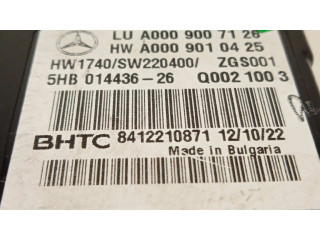 LU A000 900 71 26
HW A000 901 04 25
HW1740/SW220400/ ZGS001
5HB 014436-26 Q002 100 3
BHTC 8412210871 12/10/22
Made in Bulgaria